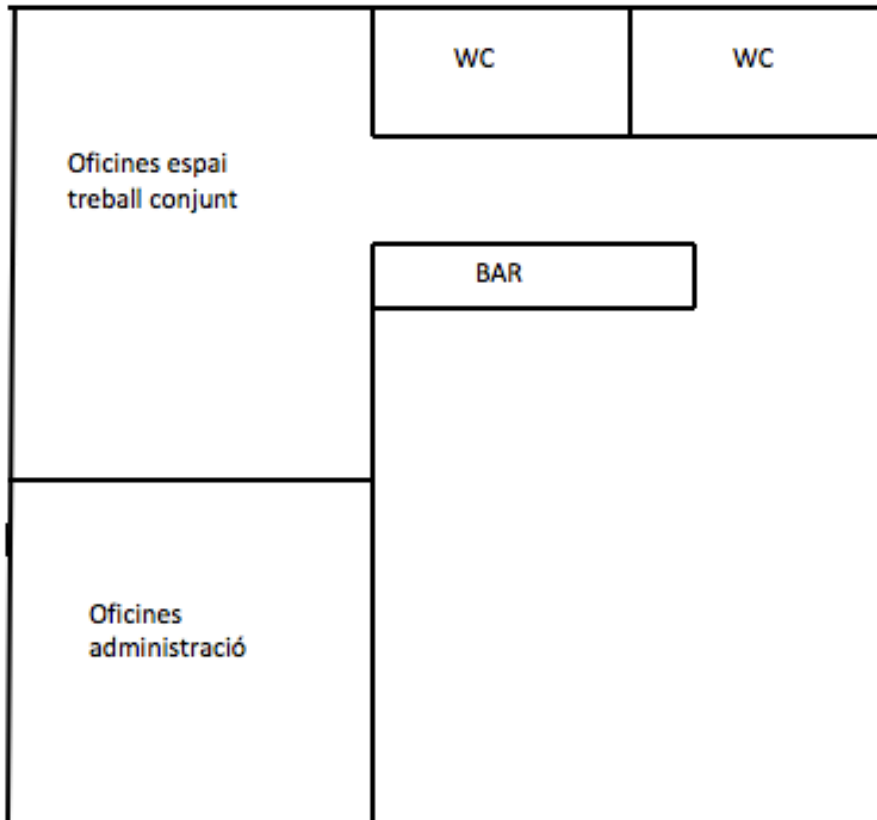 WC
WC
Oficines espai
treball conjunt
BAR
Oficines
administració